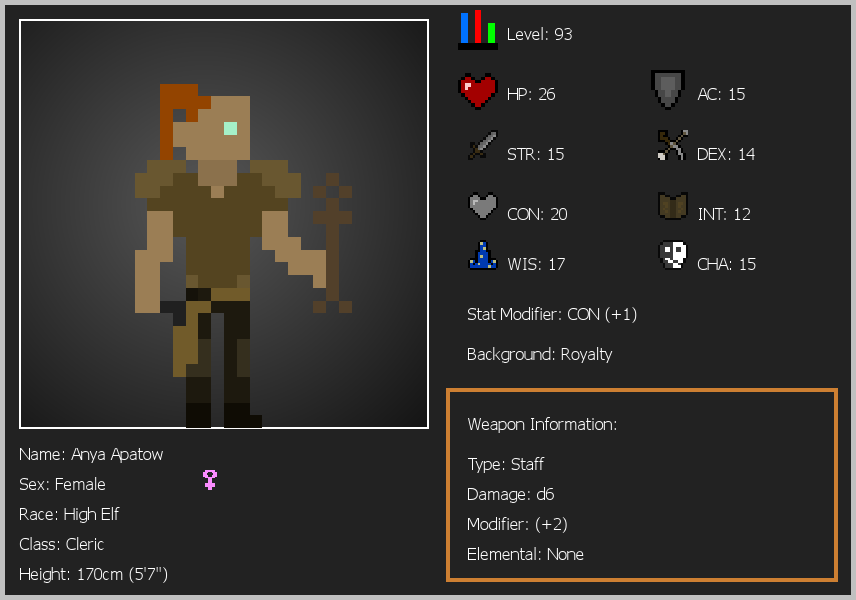 Level: 93
HP: 26
AC: 15
STR: 15
DEX: 14
CON: 20
INT: 12
WIS: 17
CHA: 15
Stat Modifier: CON (+1)
Background: Royalty
Weapon Information:
Type: Staff
Damage: d6
Modifier: (+2)
Elemental: None
Name: Anya Apatow
Sex: Female
Race: High Elf
Class: Cleric
Height: 170cm (5'7")